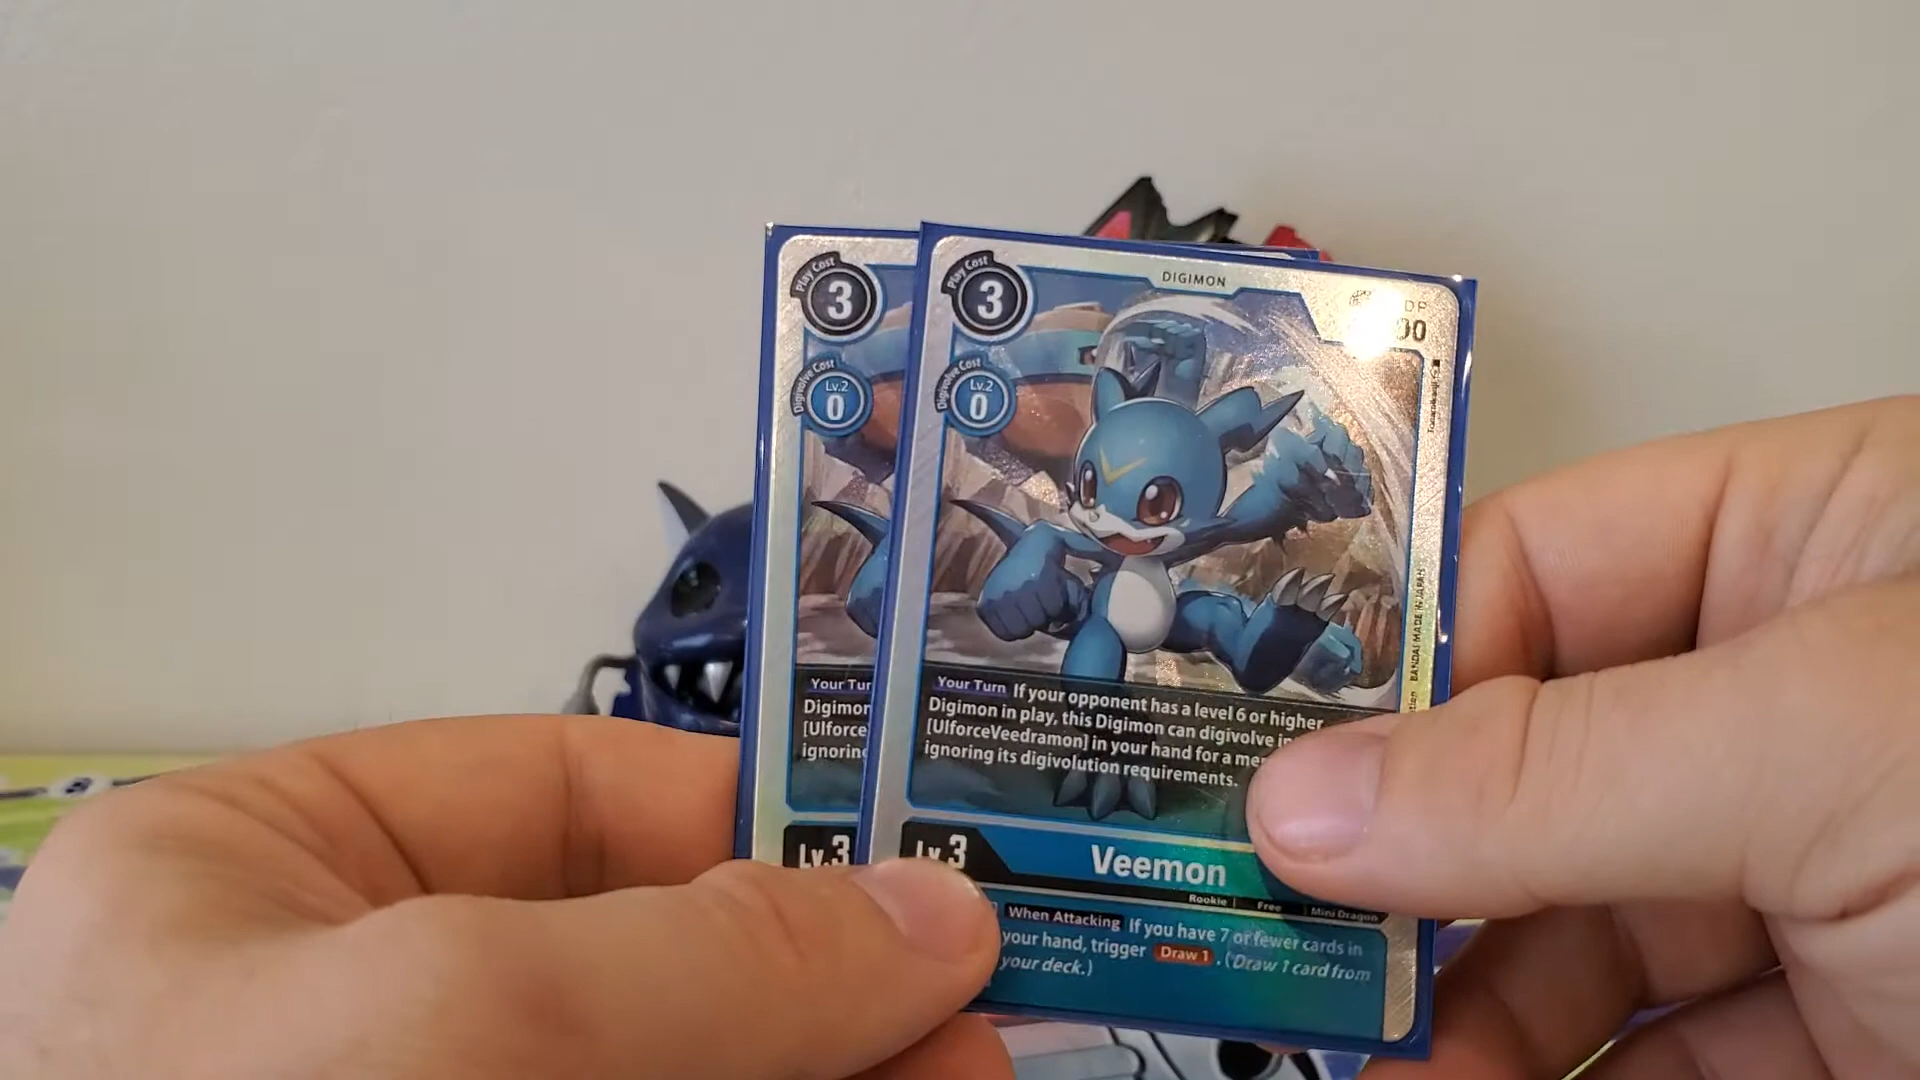 Play Cost
3
Digivolve Cost
Lv.2
0
Your Tur
Digimon
[Ulforce
ignoring
Lv.3
DIGIMON
Play Cost
3
DP
00
Digivolve Cost
Lv.2
0
Your Turn If your opponent has a level 6 or higher
Digimon in play, this Digimon can digivolve in
[UlforceVeedramon] in your hand for a me
ignoring its digivolution requirements.
BANDAI MADE IN JAPAN
Lv.3
Veemon
Rookie | Free | Mini Dragon
When Attacking If you have 7 or fewer cards in
your hand, trigger Draw 1. (Draw 1 card from
your deck.)